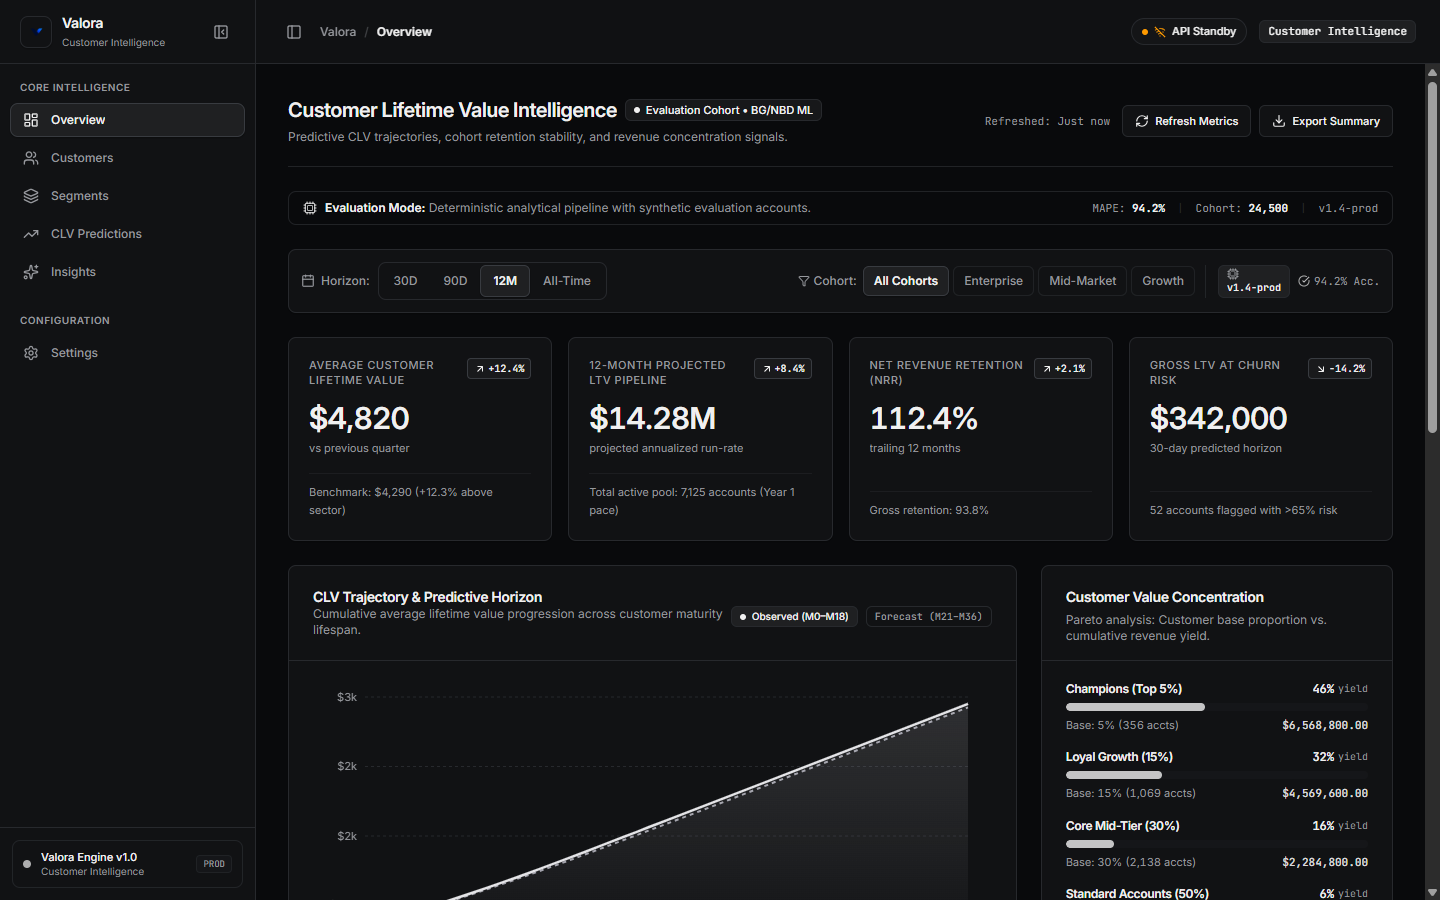 Valora
Customer Intelligence
CORE INTELLIGENCE
Overview
Customers
Segments
CLV Predictions
Insights
CONFIGURATION
Settings
Valora Engine v1.0
Customer Intelligence
PROD
Valora / Overview
API Standby
Customer Intelligence
Customer Lifetime Value Intelligence
Evaluation Cohort • BG/NBD ML
Predictive CLV trajectories, cohort retention stability, and revenue concentration signals.
Refreshed: Just now
Refresh Metrics
Export Summary
Evaluation Mode: Deterministic analytical pipeline with synthetic evaluation accounts.
MAPE: 94.2%
Cohort: 24,500
v1.4-prod
Horizon:
30D
90D
12M
All-Time
Cohort:
All Cohorts
Enterprise
Mid-Market
Growth
v1.4-prod
94.2% Acc.
AVERAGE CUSTOMER
LIFETIME VALUE
+12.4%
$4,820
vs previous quarter
Benchmark: $4,290 (+12.3% above
sector)
12-MONTH PROJECTED
LTV PIPELINE
+8.4%
$14.28M
projected annualized run-rate
Total active pool: 7,125 accounts (Year 1
pace)
NET REVENUE RETENTION
(NRR)
+2.1%
112.4%
trailing 12 months
Gross retention: 93.8%
GROSS LTV AT CHURN
RISK
-14.2%
$342,000
30-day predicted horizon
52 accounts flagged with >65% risk
CLV Trajectory & Predictive Horizon
Cumulative average lifetime value progression across customer maturity
lifespan.
Observed (M0–M18)
Forecast (M21–M36)
$3k
$2k
$2k
Customer Value Concentration
Pareto analysis: Customer base proportion vs.
cumulative revenue yield.
Champions (Top 5%)
46% yield
Base: 5% (356 accts)
$6,568,800.00
Loyal Growth (15%)
32% yield
Base: 15% (1,069 accts)
$4,569,600.00
Core Mid-Tier (30%)
16% yield
Base: 30% (2,138 accts)
$2,284,800.00
Standard Accounts (50%)
6% yield